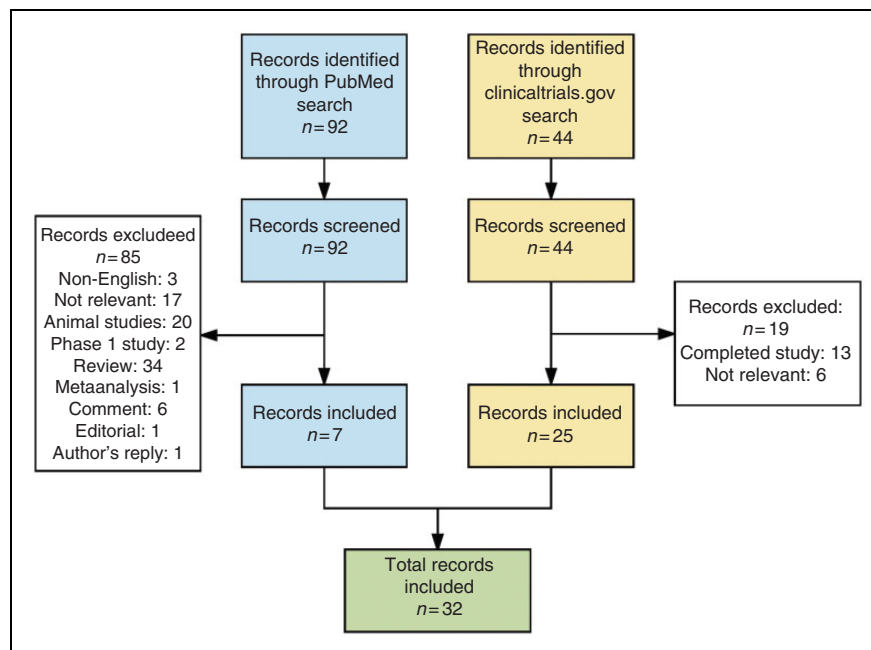 Records identified
through PubMed
search
n=92
Records identified
through
clinicaltrials.gov
search
n=44
Records screened
n=92
Records screened
n=44
Records excludeed
n=85
Non-English: 3
Not relevant: 17
Animal studies: 20
Phase 1 study: 2
Review: 34
Metaanalysis: 1
Comment: 6
Editorial: 1
Author's reply: 1
Records excluded:
n=19
Completed study: 13
Not relevant: 6
Records included
n=7
Records included
n=25
Total records
included
n=32